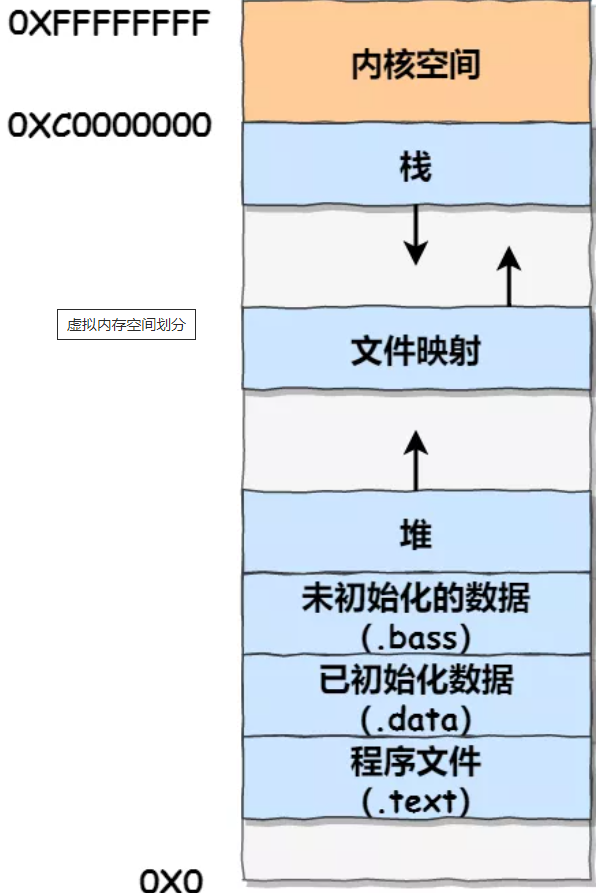 0XFFFFFFFF
内核空间
0XC0000000
栈
虚拟内存空间划分
文件映射
堆
未初始化的数据
(.bass)
已初始化数据
(.data)
程序文件
(.text)
0X0